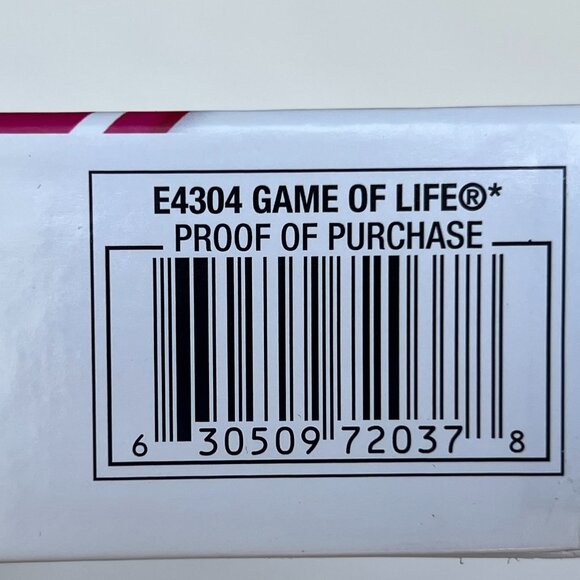 E4304 GAME OF LIFE®*
PROOF OF PURCHASE
6 30509 72037 8